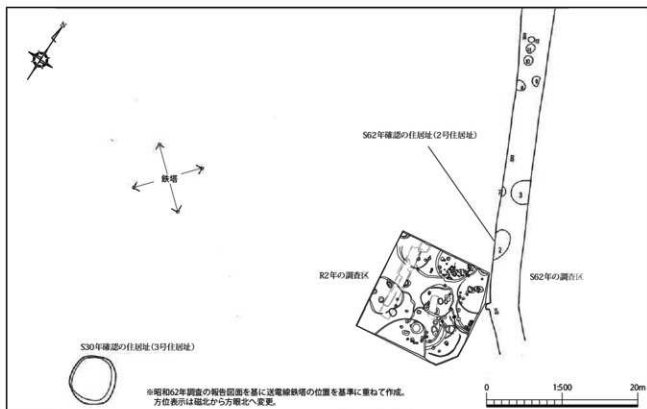 S62年確認の住居址(2号住居址)
鉄塔
3
2
R2年の調査区
S62年の調査区
S30年確認の住居址(3号住居址)
※昭和62年調査の報告図面を基に送電線鉄塔の位置を基準に重ねて作成。
方位表示は磁北から方眼北へ変更。
1:500
0
20m